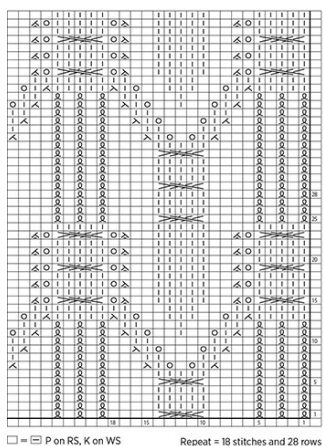 28
25
20
15
10
5
1
18 15 10 5 1
□ = ⊟ P on RS, K on WS
Repeat = 18 stitches and 28 rows